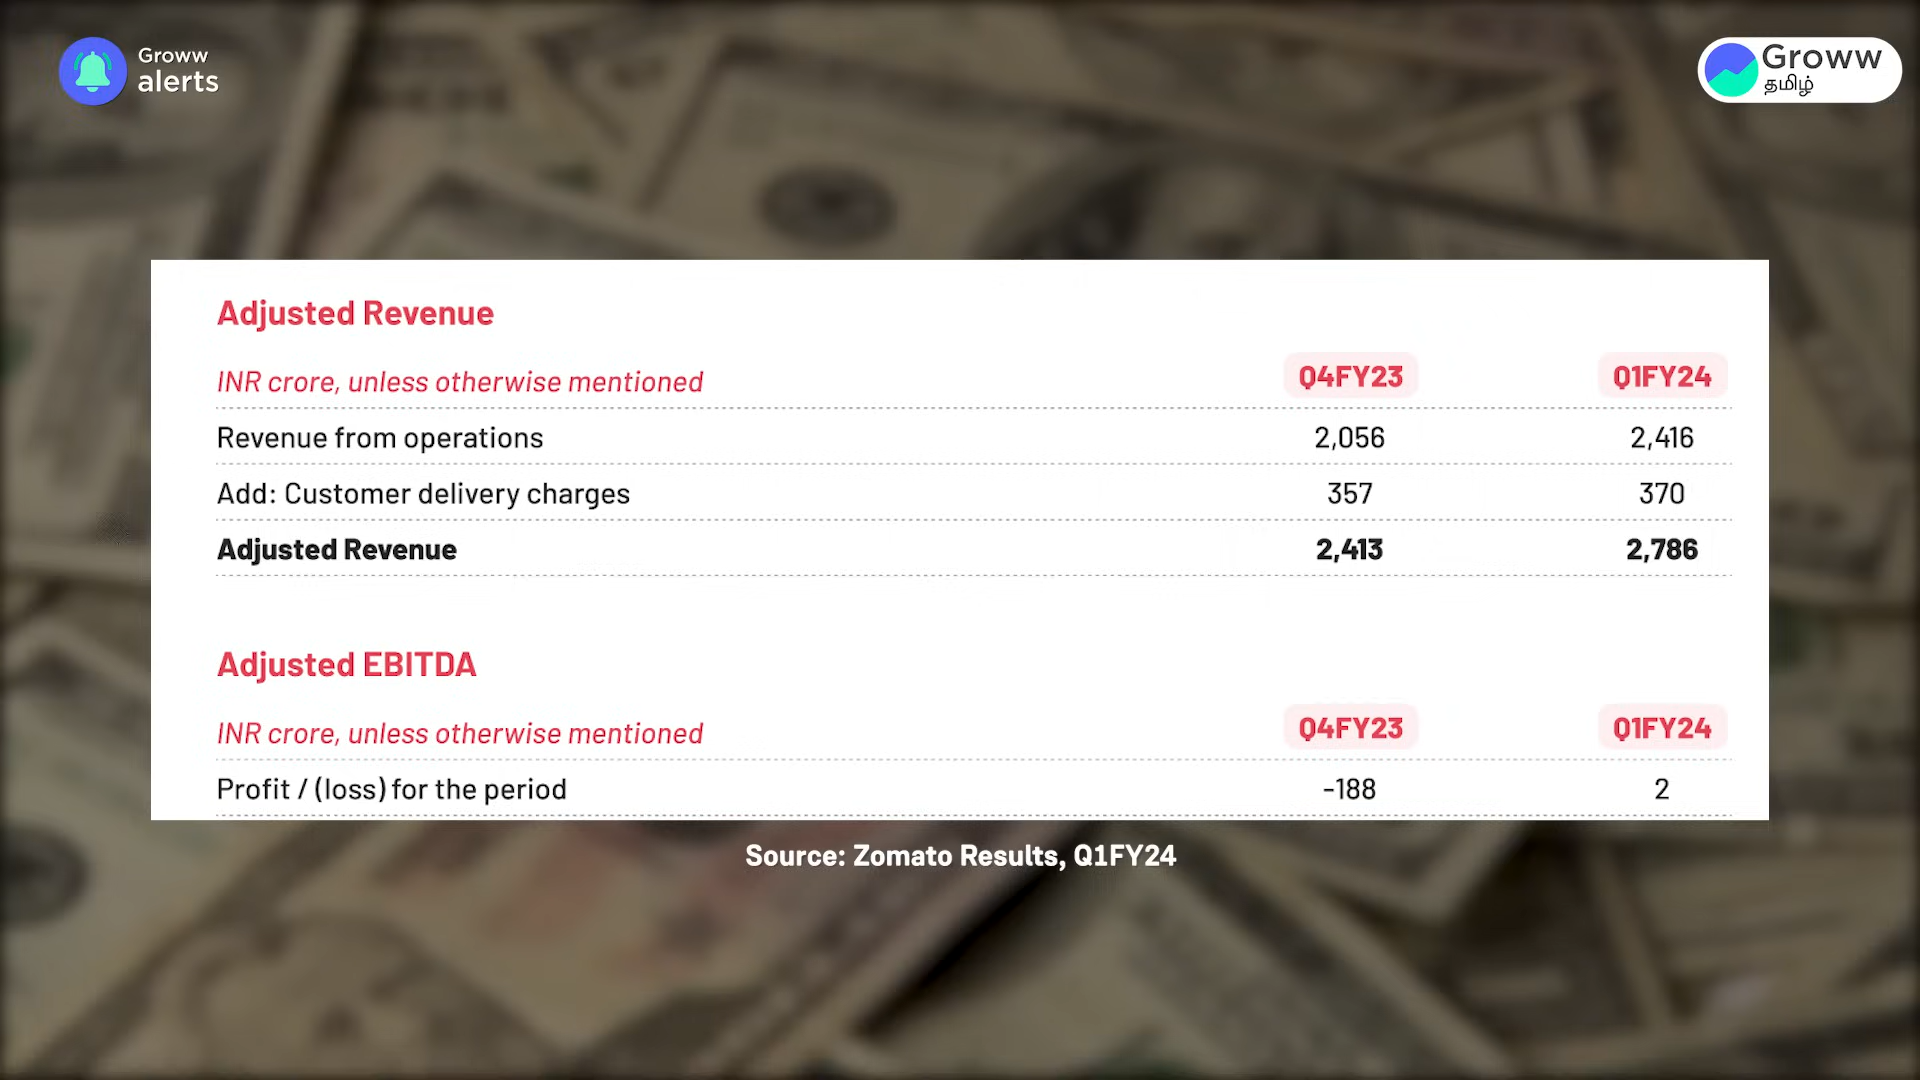 Groww
alerts
Groww
தமிழ்
Adjusted Revenue
INR crore, unless otherwise mentioned Q4FY23 Q1FY24
Revenue from operations 2,056 2,416
Add: Customer delivery charges 357 370
Adjusted Revenue 2,413 2,786
Adjusted EBITDA
INR crore, unless otherwise mentioned Q4FY23 Q1FY24
Profit / (loss) for the period -188 2
Source: Zomato Results, Q1FY24